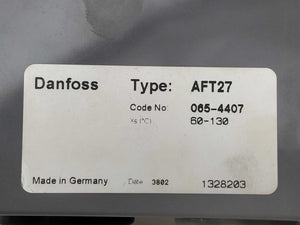 Danfoss Type: AFT27
Code No: 065-4407
Xs (°C) 60-130
Made in Germany Date 3802 1328203